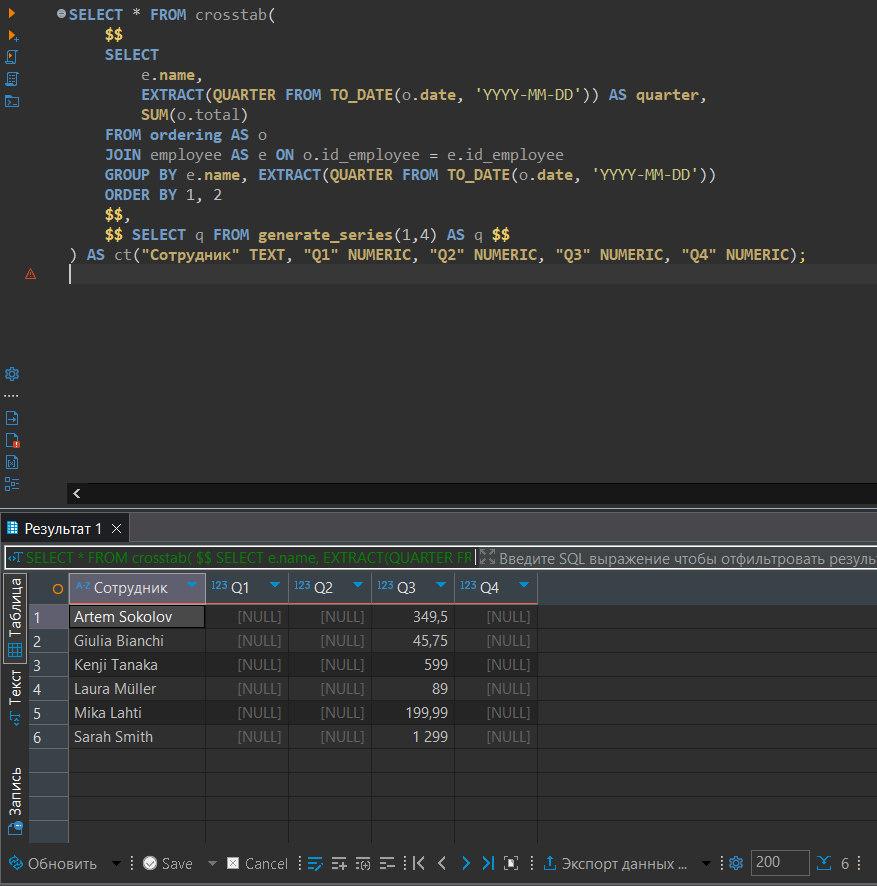 SELECT * FROM crosstab(
$$
SELECT
e.name,
EXTRACT(QUARTER FROM TO_DATE(o.date, 'YYYY-MM-DD')) AS quarter,
SUM(o.total)
FROM ordering AS o
JOIN employee AS e ON o.id_employee = e.id_employee
GROUP BY e.name, EXTRACT(QUARTER FROM TO_DATE(o.date, 'YYYY-MM-DD'))
ORDER BY 1, 2
$$,
$$ SELECT q FROM generate_series(1,4) AS q $$
) AS ct("Сотрудник" TEXT, "Q1" NUMERIC, "Q2" NUMERIC, "Q3" NUMERIC, "Q4" NUMERIC);
Результат 1
SELECT * FROM crosstab( $$ SELECT e.name, EXTRACT(QUARTER FR Введите SQL выражение чтобы отфильтровать резуль
Таблица
Текст
Запись
A-Z Сотрудник 123 Q1 123 Q2 123 Q3 123 Q4
1 Artem Sokolov [NULL] [NULL] 349,5 [NULL]
2 Giulia Bianchi [NULL] [NULL] 45,75 [NULL]
3 Kenji Tanaka [NULL] [NULL] 599 [NULL]
4 Laura Müller [NULL] [NULL] 89 [NULL]
5 Mika Lahti [NULL] [NULL] 199,99 [NULL]
6 Sarah Smith [NULL] [NULL] 1 299 [NULL]
Обновить Save Cancel Экспорт данных ... 200 6